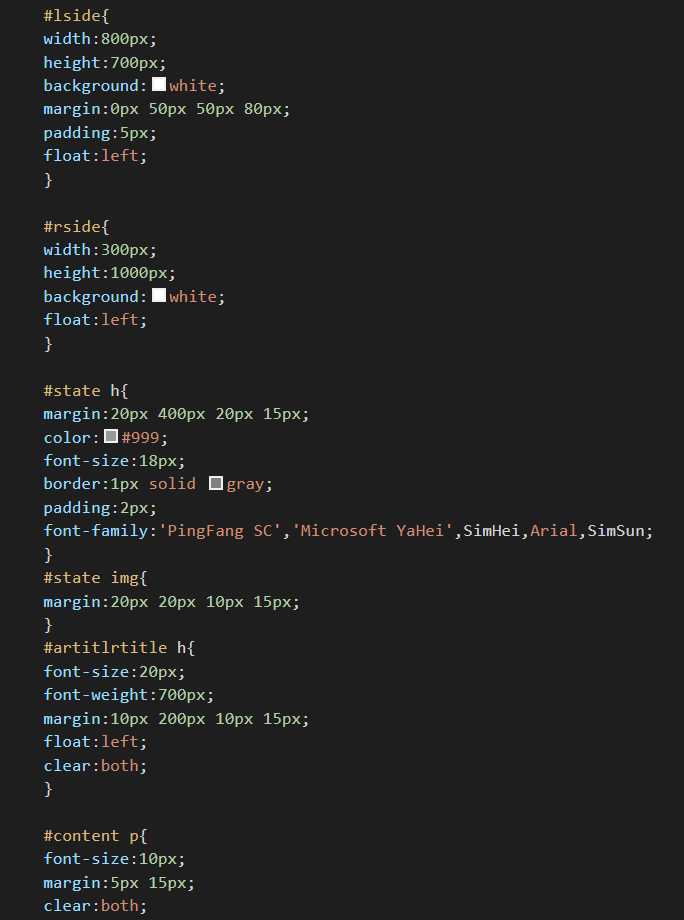 #lside{
width:800px;
height:700px;
background:white;
margin:0px 50px 50px 80px;
padding:5px;
float:left;
}
#rside{
width:300px;
height:1000px;
background:white;
float:left;
}
#state h{
margin:20px 400px 20px 15px;
color:#999;
font-size:18px;
border:1px solid gray;
padding:2px;
font-family:'PingFang SC','Microsoft YaHei',SimHei,Arial,SimSun;
}
#state img{
margin:20px 20px 10px 15px;
}
#artitlrtitle h{
font-size:20px;
font-weight:700px;
margin:10px 200px 10px 15px;
float:left;
clear:both;
}
#content p{
font-size:10px;
margin:5px 15px;
clear:both;